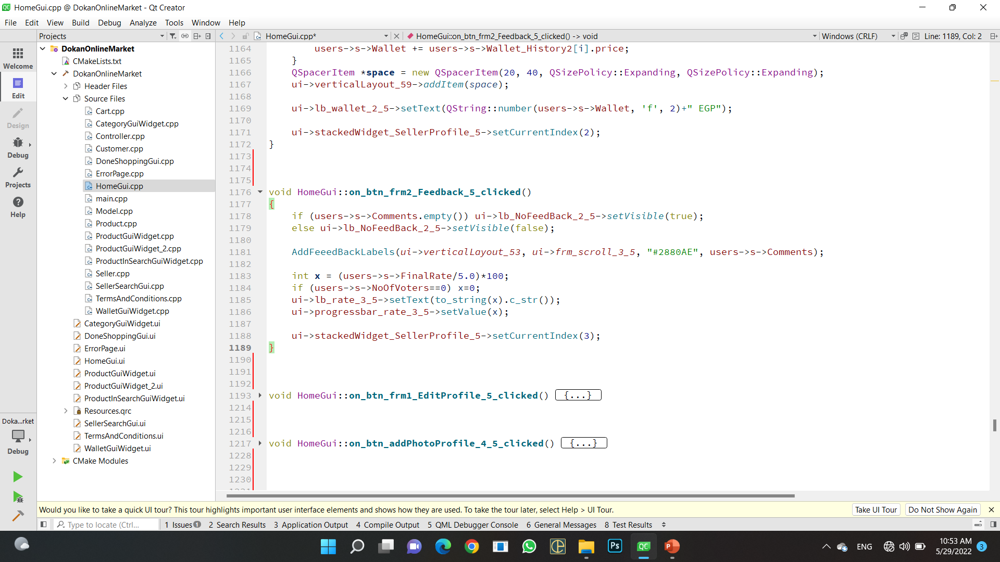 HomeGui.cpp @ DokanOnlineMarket - Qt Creator
File Edit View Build Debug Analyze Tools Window Help
Projects
HomeGui.cpp*
HomeGui::on_btn_frm2_Feedback_5_clicked() -> void
Windows (CRLF)
Line: 1189, Col: 2
Welcome
Edit
Design
Debug
Projects
Help
Doka...rket
Debug
DokanOnlineMarket
CMakeLists.txt
DokanOnlineMarket
Header Files
Source Files
Cart.cpp
CategoryGuiWidget.cpp
Controller.cpp
Customer.cpp
DoneShoppingGui.cpp
ErrorPage.cpp
HomeGui.cpp
main.cpp
Model.cpp
Product.cpp
ProductGuiWidget.cpp
ProductGuiWidget_2.cpp
ProductInSearchGuiWidget.cpp
Seller.cpp
SellerSearchGui.cpp
TermsAndConditions.cpp
WalletGuiWidget.cpp
CategoryGuiWidget.ui
DoneShoppingGui.ui
ErrorPage.ui
HomeGui.ui
ProductGuiWidget.ui
ProductGuiWidget_2.ui
ProductInSearchGuiWidget.ui
Resources.qrc
SellerSearchGui.ui
TermsAndConditions.ui
WalletGuiWidget.ui
CMake Modules
1164 users->s->Wallet += users->s->Wallet_History2[i].price;
1165 }
1166 QSpacerItem *space = new QSpacerItem(20, 40, QSizePolicy::Expanding, QSizePolicy::Expanding);
1167 ui->verticalLayout_59->addItem(space);
1168
1169 ui->lb_wallet_2_5->setText(QString::number(users->s->Wallet, 'f', 2)+" EGP");
1170
1171 ui->stackedWidget_SellerProfile_5->setCurrentIndex(2);
1172 }
1173
1174
1175
1176 void HomeGui::on_btn_frm2_Feedback_5_clicked()
1177 {
1178 if (users->s->Comments.empty()) ui->lb_NoFeedBack_2_5->setVisible(true);
1179 else ui->lb_NoFeedBack_2_5->setVisible(false);
1180
1181 AddFeeedBackLabels(ui->verticalLayout_53, ui->frm_scroll_3_5, "#2880AE", users->s->Comments);
1182
1183 int x = (users->s->FinalRate/5.0)*100;
1184 if (users->s->NoOfVoters==0) x=0;
1185 ui->lb_rate_3_5->setText(to_string(x).c_str());
1186 ui->progressbar_rate_3_5->setValue(x);
1187
1188 ui->stackedWidget_SellerProfile_5->setCurrentIndex(3);
1189 }
1190
1191
1192
1193 void HomeGui::on_btn_frm1_EditProfile_5_clicked() {...}
1214
1215
1216
1217 void HomeGui::on_btn_addPhotoProfile_4_5_clicked() {...}
1228
1229
1230
Would you like to take a quick UI tour? This tour highlights important user interface elements and shows how they are used. To take the tour later, select Help > UI Tour.
Take UI Tour
Do Not Show Again
Type to locate (Ctrl...
1 Issues 1
2 Search Results
3 Application Output
4 Compile Output
5 QML Debugger Console
6 General Messages
8 Test Results
Ps
QC
P
ENG
10:53 AM
5/29/2022
3